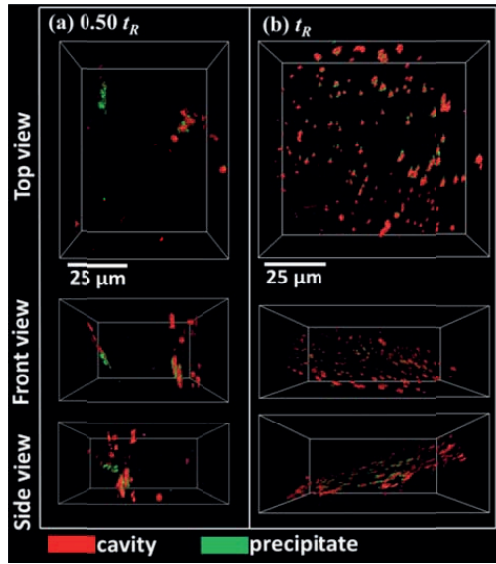 (a) 0.50 t_R
(b) t_R
Top view
25 μm
25 μm
Front view
Side view
cavity
precipitate